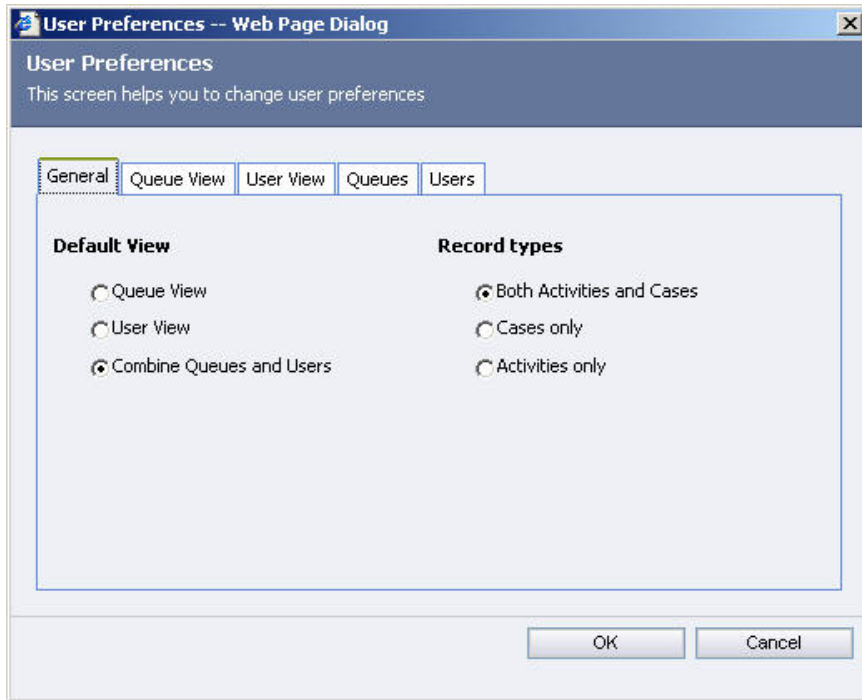 User Preferences -- Web Page Dialog
User Preferences
This screen helps you to change user preferences
General Queue View User View Queues Users
Default View
Queue View
User View
Combine Queues and Users
Record types
Both Activities and Cases
Cases only
Activities only
OK Cancel